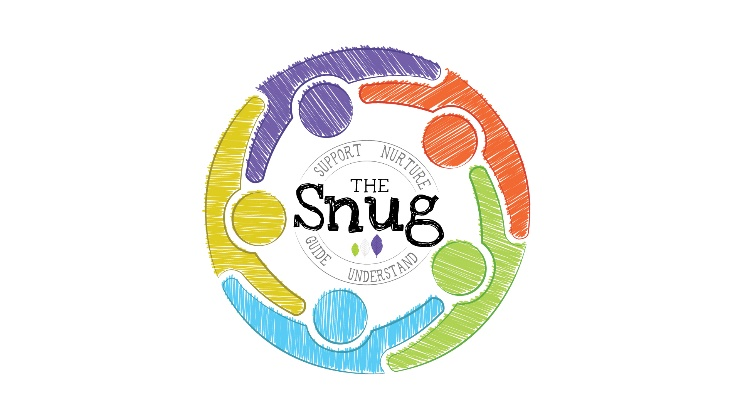 SUPPORT NURTURE
THE
Snug
GUIDE UNDERSTAND